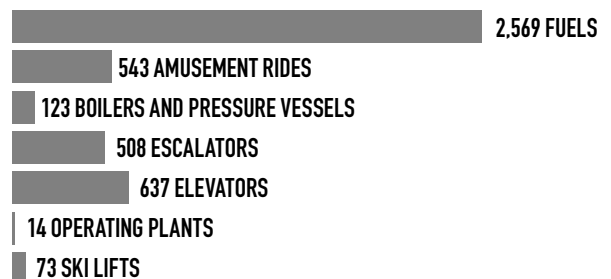 2,569 FUELS
543 AMUSEMENT RIDES
123 BOILERS AND PRESSURE VESSELS
508 ESCALATORS
637 ELEVATORS
14 OPERATING PLANTS
73 SKI LIFTS